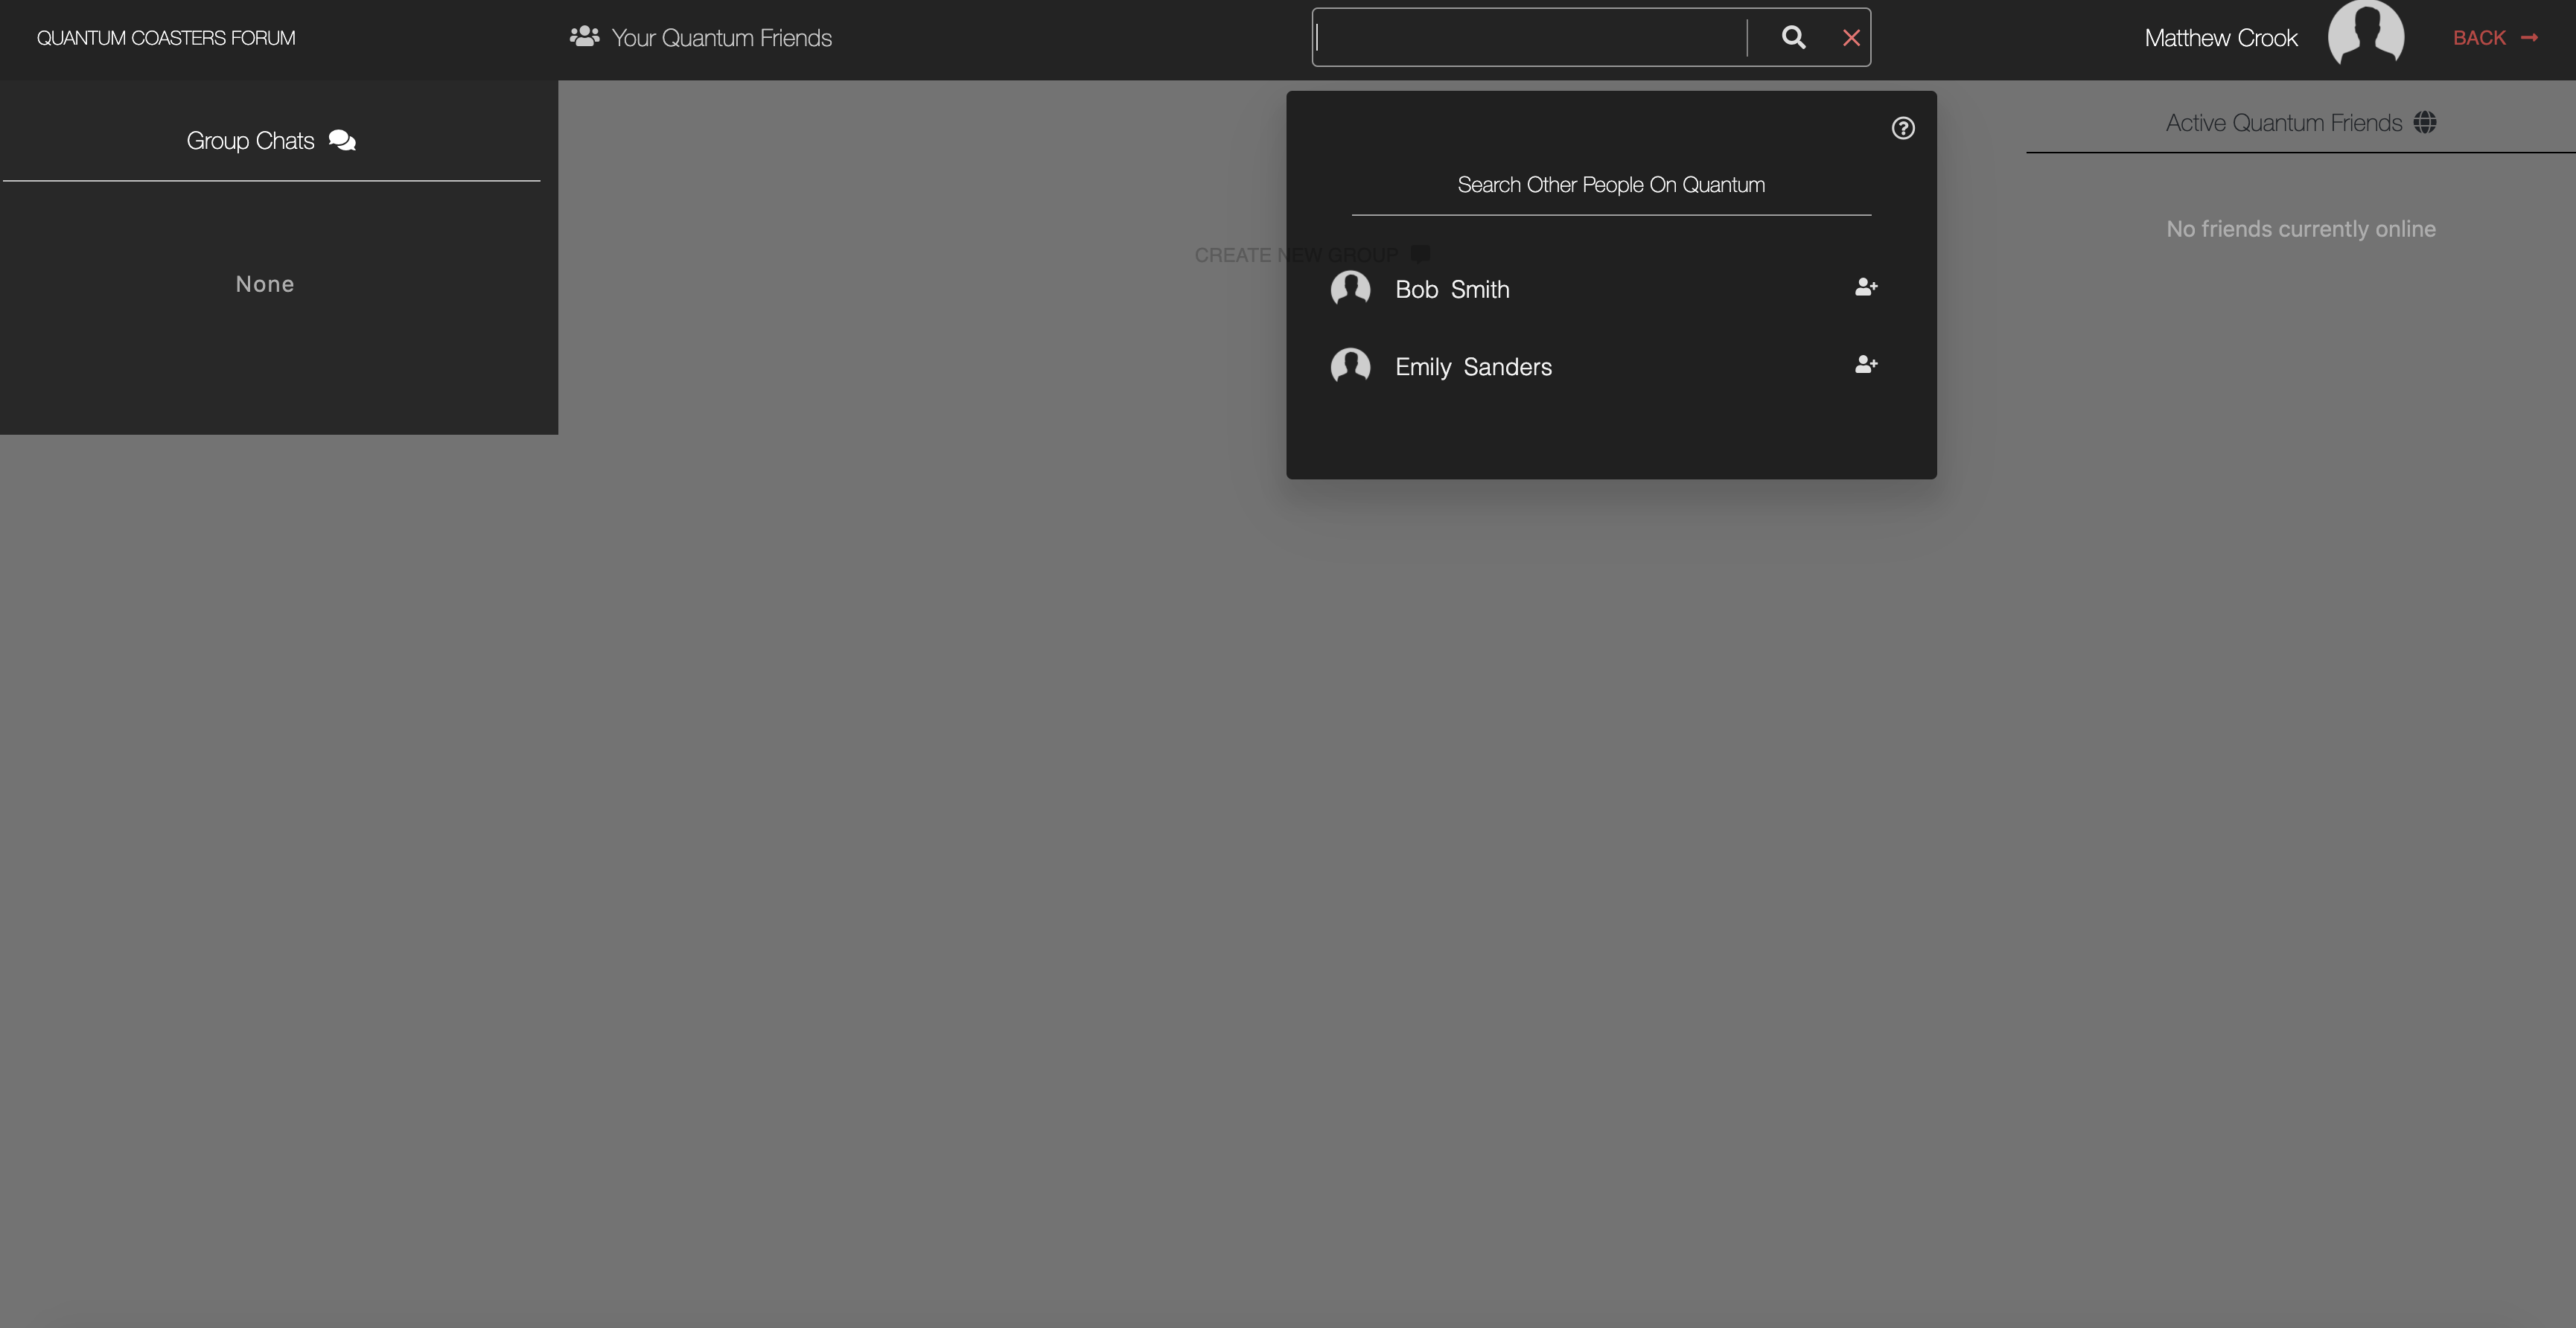 QUANTUM COASTERS FORUM
Your Quantum Friends
Matthew Crook
BACK
Group Chats
None
Search Other People On Quantum
CREATE NEW GROUP
Bob Smith
Emily Sanders
Active Quantum Friends
No friends currently online